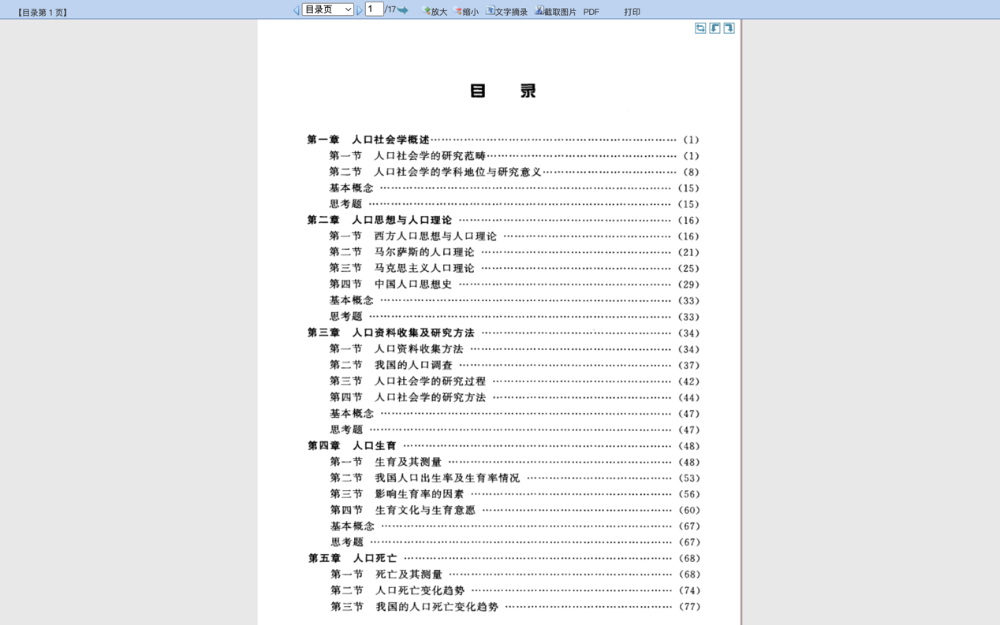 【目录第 1 页】 目录页 1 /17 放大 缩小 文字摘录 截取图片 PDF 打印
目 录
第一章 人口社会学概述……………………………………………………(1)
第一节 人口社会学的研究范畴…………………………………………(1)
第二节 人口社会学的学科地位与研究意义……………………………(8)
基本概念 ……………………………………………………………………(15)
思考题 ………………………………………………………………………(15)
第二章 人口思想与人口理论 ………………………………………………(16)
第一节 西方人口思想与人口理论 ……………………………………(16)
第二节 马尔萨斯的人口理论 …………………………………………(21)
第三节 马克思主义人口理论 …………………………………………(25)
第四节 中国人口思想史 ………………………………………………(29)
基本概念 ……………………………………………………………………(33)
思考题 ………………………………………………………………………(33)
第三章 人口资料收集及研究方法 …………………………………………(34)
第一节 人口资料收集方法 ……………………………………………(34)
第二节 我国的人口调查 ………………………………………………(37)
第三节 人口社会学的研究过程 ………………………………………(42)
第四节 人口社会学的研究方法 ………………………………………(44)
基本概念 ……………………………………………………………………(47)
思考题 ………………………………………………………………………(47)
第四章 人口生育 ……………………………………………………………(48)
第一节 生育及其测量 …………………………………………………(48)
第二节 我国人口出生率及生育率情况 ………………………………(53)
第三节 影响生育率的因素 ……………………………………………(56)
第四节 生育文化与生育意愿 …………………………………………(60)
基本概念 ……………………………………………………………………(67)
思考题 ………………………………………………………………………(67)
第五章 人口死亡 ……………………………………………………………(68)
第一节 死亡及其测量 …………………………………………………(68)
第二节 人口死亡变化趋势 ……………………………………………(74)
第三节 我国的人口死亡变化趋势 ……………………………………(77)